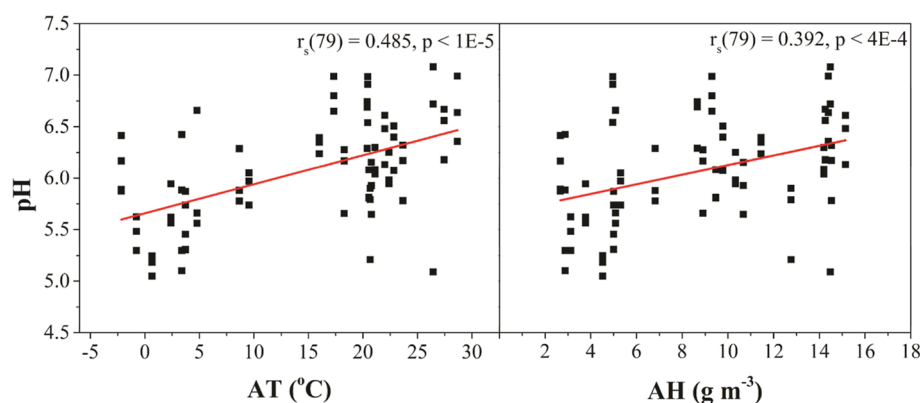 r_s(79) = 0.485, p < 1E-5
r_s(79) = 0.392, p < 4E-4
7.5
7.0
6.5
6.0
5.5
5.0
4.5
pH
-5 0 5 10 15 20 25 30
2 4 6 8 10 12 14 16 18
AT (°C)
AH (g m⁻³)